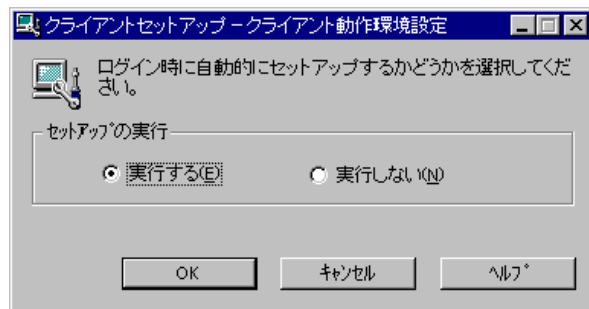 クライアントセットアップ－クライアント動作環境設定
ログイン時に自動的にセットアップするかどうかを選択してくだ
さい。
ｾｯﾄｱｯﾌﾟの実行
実行する(E)
実行しない(N)
OK
ｷｬﾝｾﾙ
ﾍﾙﾌﾟ